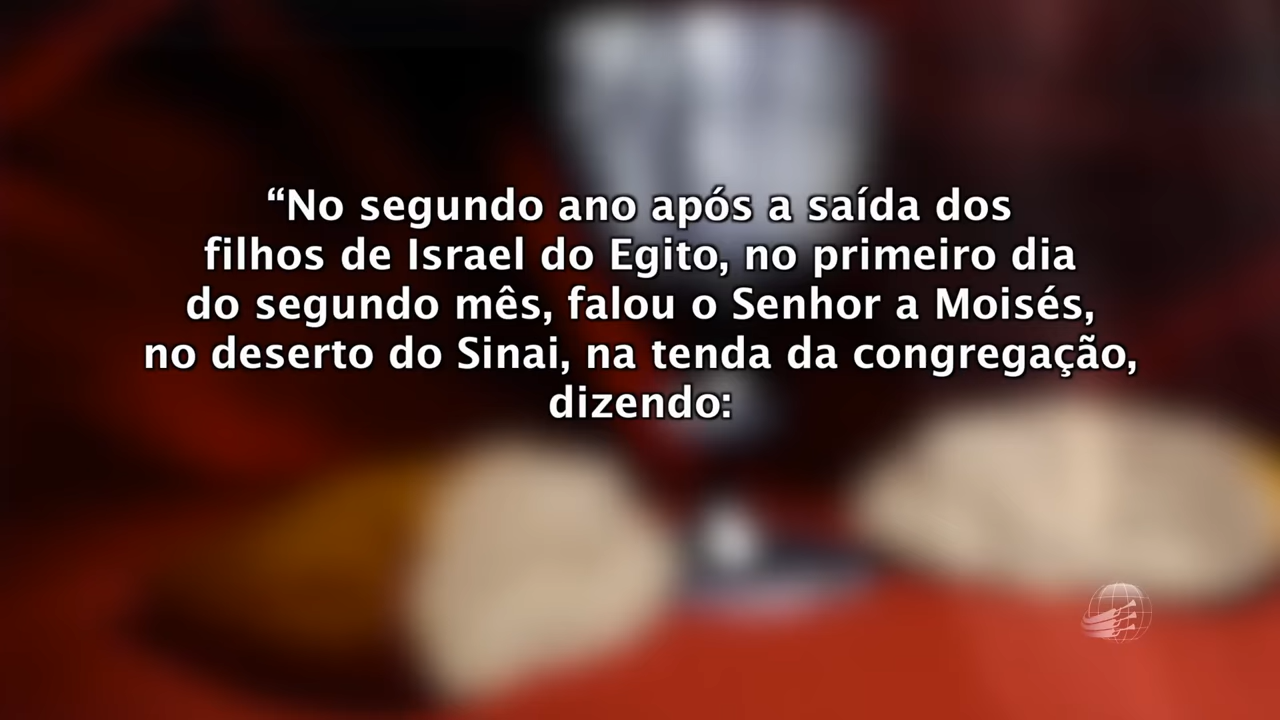 “No segundo ano após a saída dos
filhos de Israel do Egito, no primeiro dia
do segundo mês, falou o Senhor a Moisés,
no deserto do Sinai, na tenda da congregação,
dizendo: